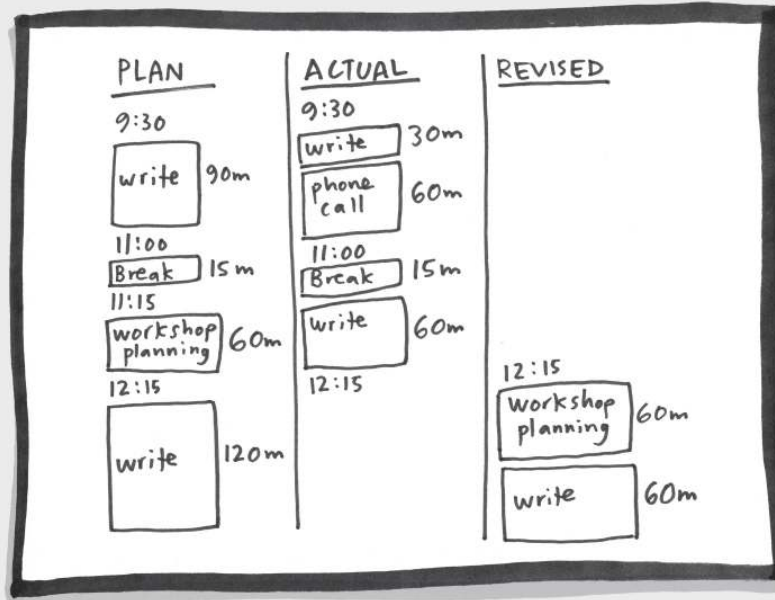 PLAN
9:30
write 90m
11:00
Break 15m
11:15
workshop
planning 60m
12:15
write 120m
ACTUAL
9:30
write 30m
phone
call 60m
11:00
Break 15m
write 60m
12:15
REVISED
12:15
workshop
planning 60m
write 60m